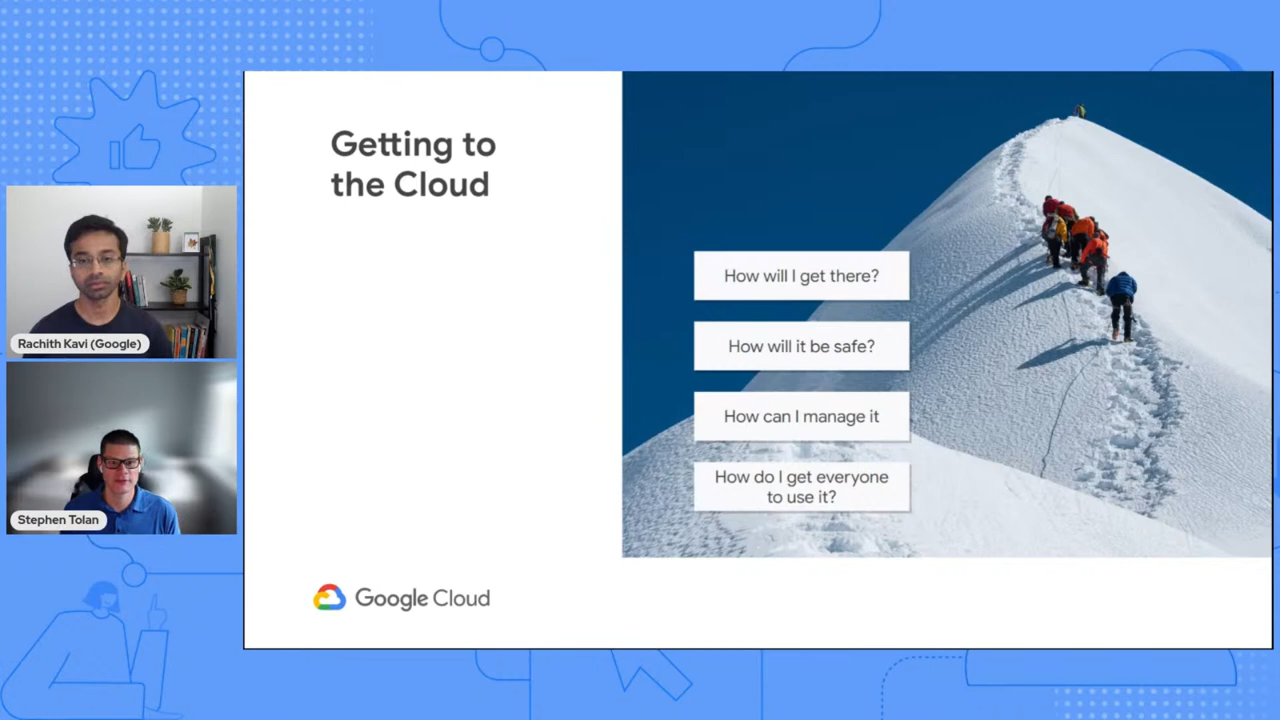 Getting to
the Cloud
How will I get there?
How will it be safe?
How can I manage it
How do I get everyone
to use it?
Rachith Kavi (Google)
Stephen Tolan
Google Cloud